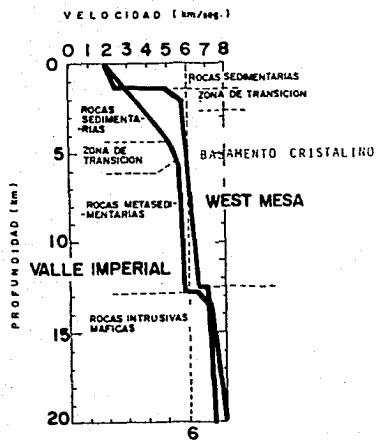 VELOCIDAD (km/seg.)
0 1 2 3 4 5 6 7 8
0
5
10
15
20
PROFUNDIDAD (km)
ROCAS SEDIMENTARIAS
ZONA DE TRANSICION
ROCAS
SEDIMENTA-
-RIAS
ZONA DE
TRANSICION
BASAMENTO CRISTALINO
ROCAS METASEDI-
-MENTARIAS
WEST MESA
VALLE IMPERIAL
ROCAS INTRUSIVAS
MAFICAS
6